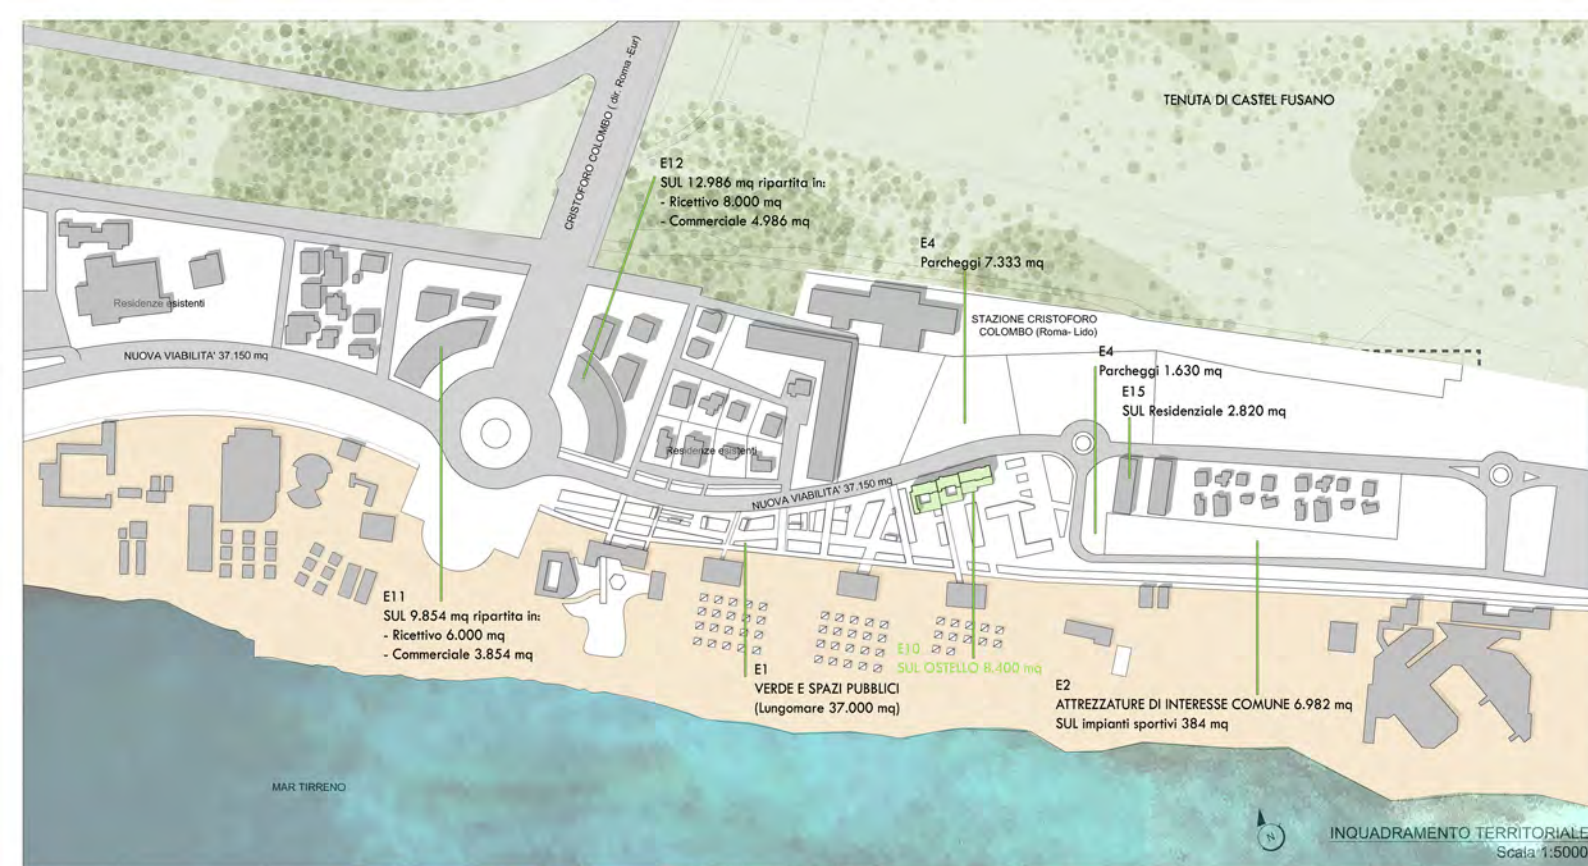 TENUTA DI CASTEL FUSANO
CRISTOFORO COLOMBO ( dir. Roma -Eur)
E12
SUL 12.986 mq ripartita in:
- Ricettivo 8.000 mq
- Commerciale 4.986 mq
E4
Parcheggi 7.333 mq
Residenze esistenti
STAZIONE CRISTOFORO
COLOMBO (Roma- Lido)
NUOVA VIABILITA' 37.150 mq
E4
Parcheggi 1.630 mq
E15
SUL Residenziale 2.820 mq
Residenze esistenti
NUOVA VIABILITA' 37.150 mq
E11
SUL 9.854 mq ripartita in:
- Ricettivo 6.000 mq
- Commerciale 3.854 mq
E10
SUL OSTELLO 8.400 mq
E1
VERDE E SPAZI PUBBLICI
(Lungomare 37.000 mq)
E2
ATTREZZATURE DI INTERESSE COMUNE 6.982 mq
SUL impianti sportivi 384 mq
MAR TIRRENO
N
INQUADRAMENTO TERRITORIALE
Scala 1:5000